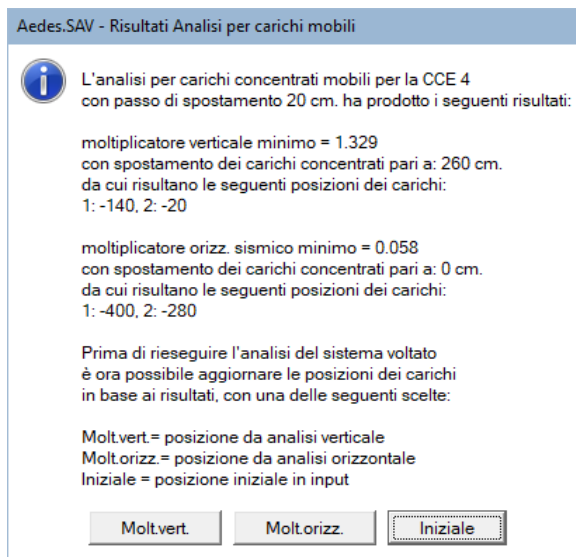 Aedes.SAV - Risultati Analisi per carichi mobili
L'analisi per carichi concentrati mobili per la CCE 4
con passo di spostamento 20 cm. ha prodotto i seguenti risultati:
moltiplicatore verticale minimo = 1.329
con spostamento dei carichi concentrati pari a: 260 cm.
da cui risultano le seguenti posizioni dei carichi:
1: -140, 2: -20
moltiplicatore orizz. sismico minimo = 0.058
con spostamento dei carichi concentrati pari a: 0 cm.
da cui risultano le seguenti posizioni dei carichi:
1: -400, 2: -280
Prima di rieseguire l'analisi del sistema voltato
è ora possibile aggiornare le posizioni dei carichi
in base ai risultati, con una delle seguenti scelte:
Molt.vert.= posizione da analisi verticale
Molt.orizz.= posizione da analisi orizzontale
Iniziale = posizione iniziale in input
Molt.vert. Molt.orizz. Iniziale